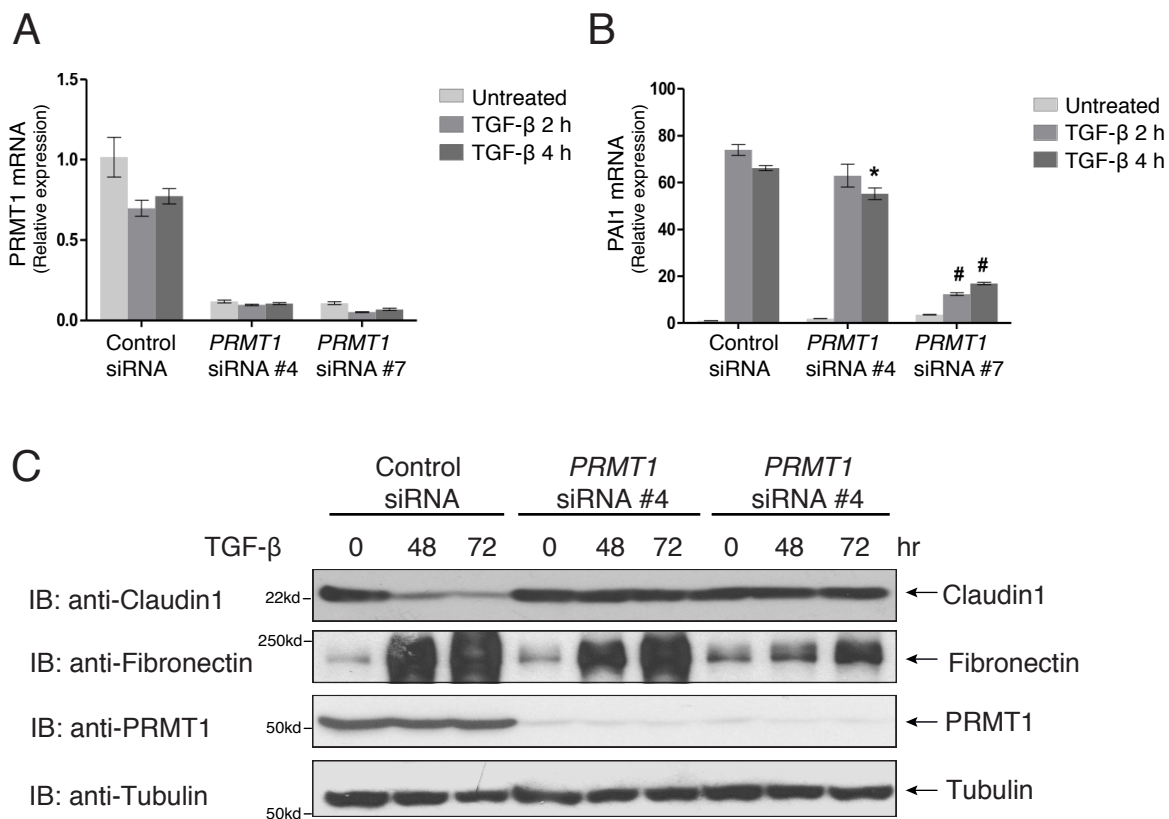 A
PRMT1 mRNA
(Relative expression)
1.5
1.0
0.5
0.0
Untreated
TGF-β 2 h
TGF-β 4 h
Control
siRNA
PRMT1
siRNA #4
PRMT1
siRNA #7
B
PAI1 mRNA
(Relative expression)
100
80
60
40
20
0
*
# #
Untreated
TGF-β 2 h
TGF-β 4 h
Control
siRNA
PRMT1
siRNA #4
PRMT1
siRNA #7
C
Control
siRNA
PRMT1
siRNA #4
PRMT1
siRNA #4
TGF-β 0 48 72 0 48 72 0 48 72 hr
IB: anti-Claudin1 22kd Claudin1
IB: anti-Fibronectin 250kd Fibronectin
IB: anti-PRMT1 50kd PRMT1
IB: anti-Tubulin 50kd Tubulin